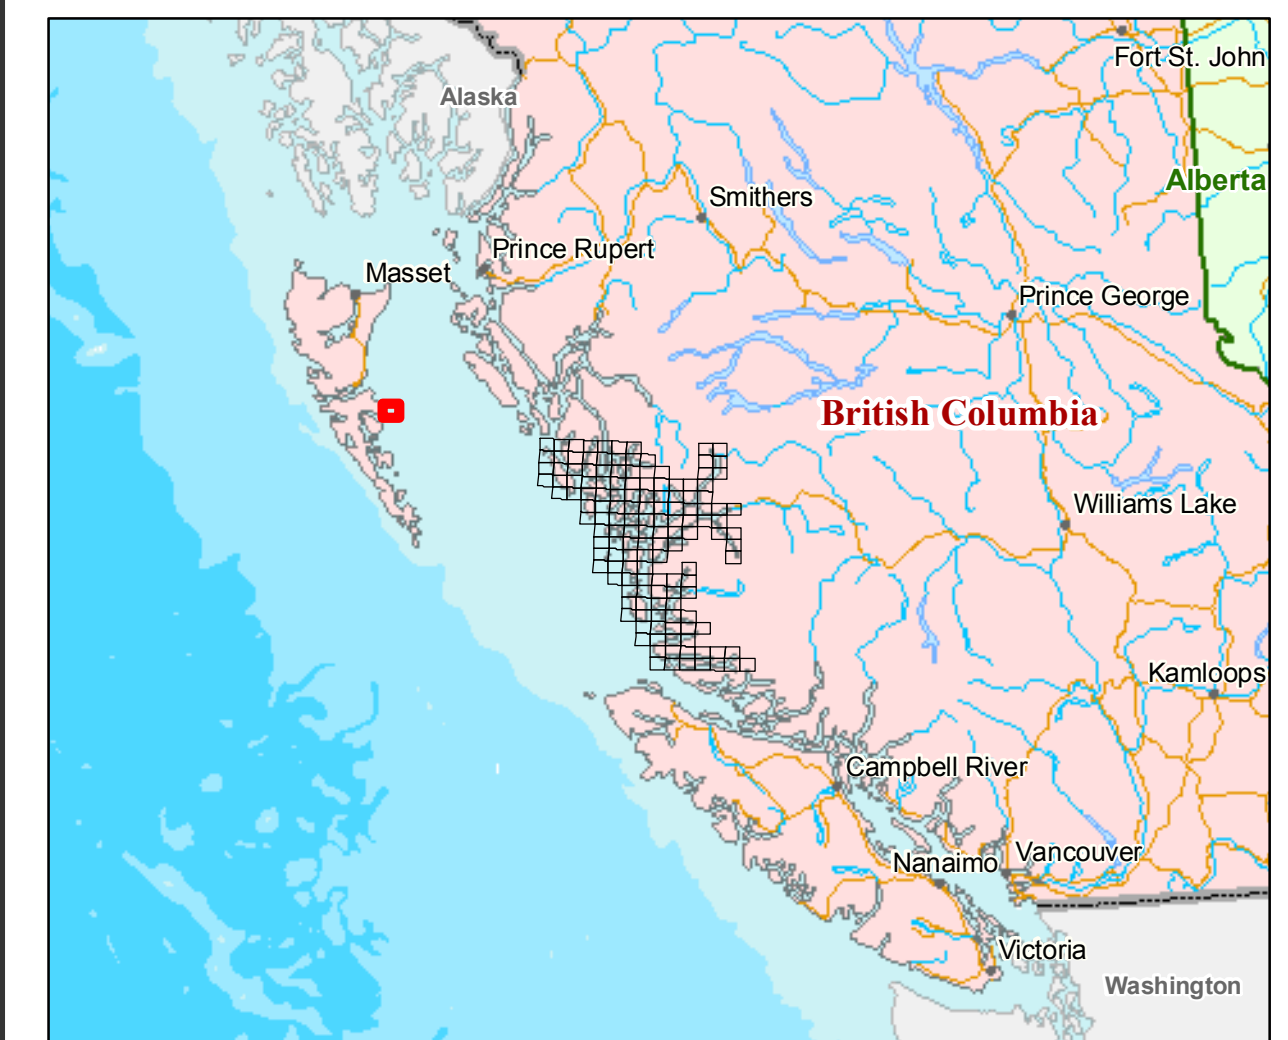 Fort St. John
Alaska
Alberta
Smithers
Prince Rupert
Masset
Prince George
British Columbia
Williams Lake
Kamloops
Campbell River
Vancouver
Nanaimo
Victoria
Washington